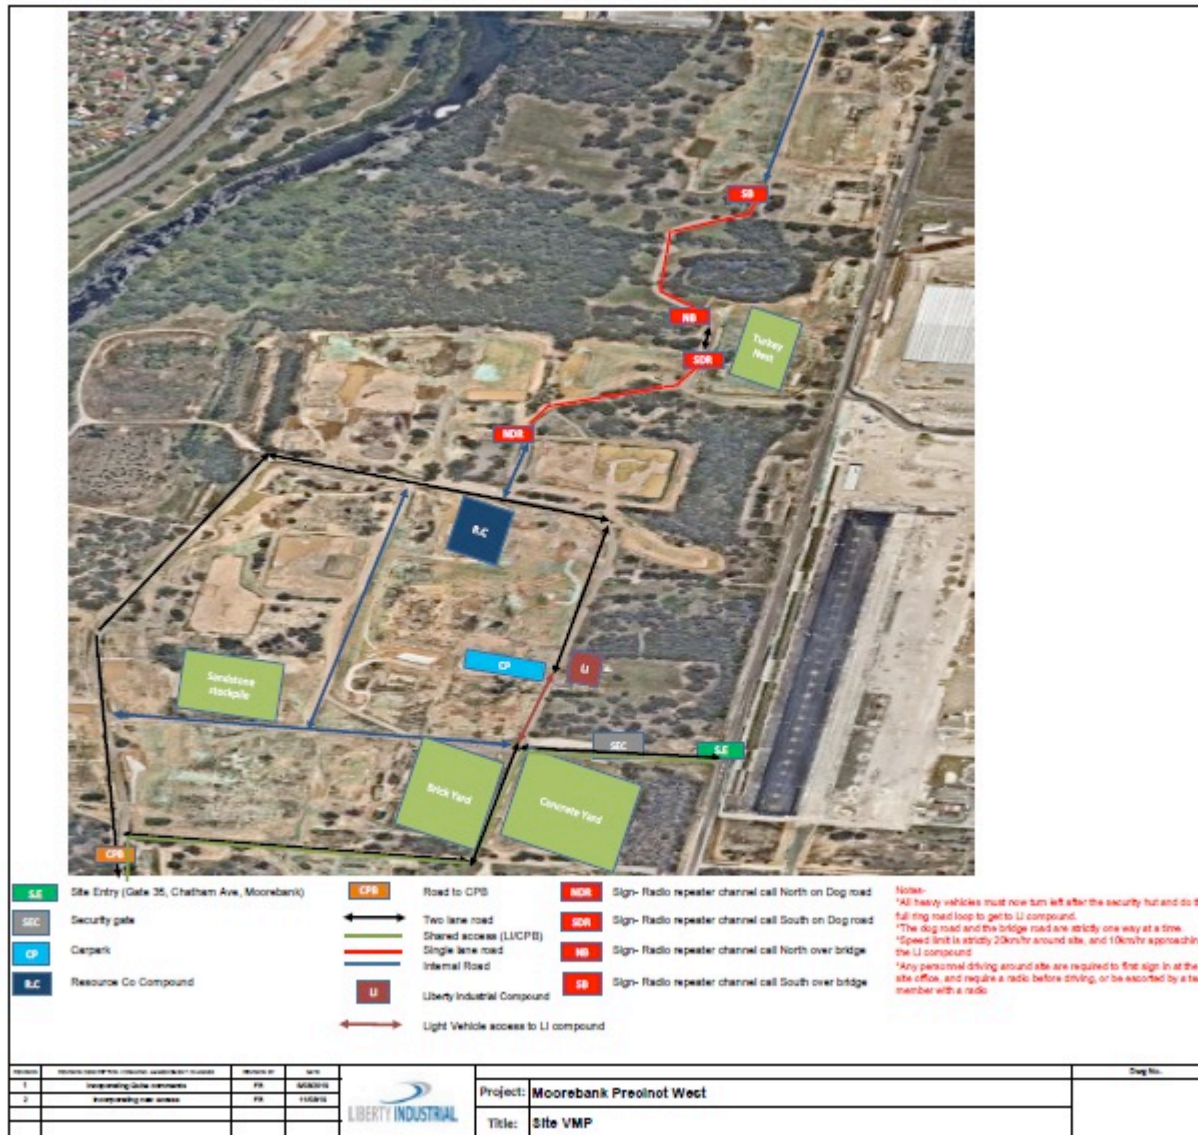 SB
NB
Turkey
Nest
SDR
NDR
R.C
CP
LI
Sandstone
stockpile
SEC
S.E
Brick Yard
Concrete Yard
CPB
S.E Site Entry (Gate 35, Chatham Ave, Moorebank)
SEC Security gate
CP Carpark
R.C Resource Co Compound
CPB Road to CPB
Two lane road
Shared access (LI/CPB)
Single lane road
Internal Road
LI Liberty Industrial Compound
Light Vehicle access to LI compound
NDR Sign- Radio repeater channel call North on Dog road
SDR Sign- Radio repeater channel call South on Dog road
NB Sign- Radio repeater channel call North over bridge
SB Sign- Radio repeater channel call South over bridge
Notes-
*All heavy vehicles must now turn left after the security hut and do
full ring road loop to get to LI compound.
*The dog road and the bridge road are strictly one way at a time.
*Speed limit is strictly 20km/hr around site, and 10km/hr approaching
the LI compound
*Any personnel driving around site are required to first sign in at the
site office, and require a radio before driving, or be escorted by a
member with a radio
1 Incorporating comments
2 Incorporating new access
LIBERTY INDUSTRIAL
Project: Moorebank Precinct West
Title: Site VMP
Dwg No.